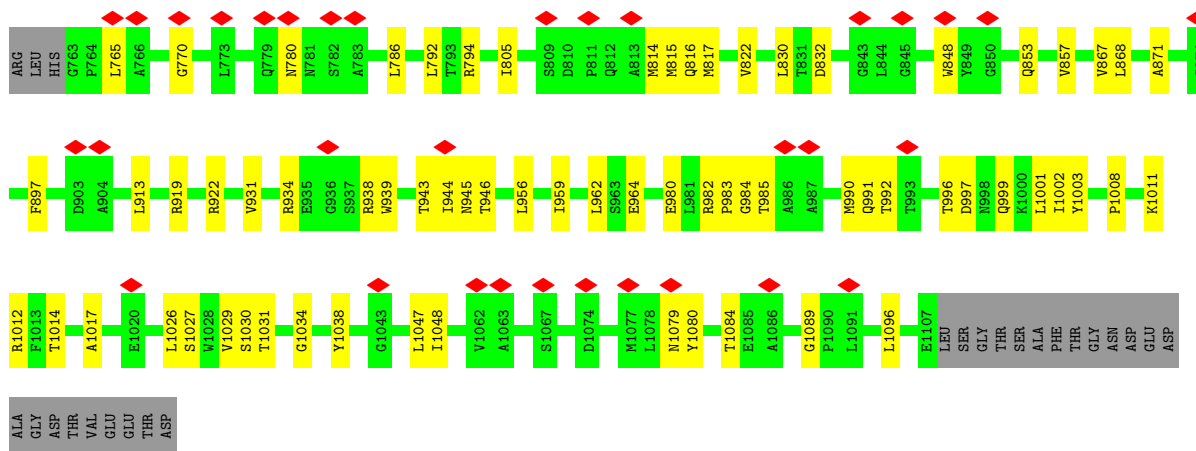 ARG LEU HIS G763 P764 L765 A766 G770 L773 Q779 N780 N781 S782 A783 L786 L792 T793 R794 I805 S809 D810 P811 Q812 A813 M814 M815 Q816 M817 V822 L830 T831 D832 G843 L844 G845 W848 Y849 G850 Q853 V857 V867 L868 A871
F897 D903 A904 L913 R919 R922 V931 R934 E935 G936 S937 R938 W939 T943 I944 N945 T946 L956 I959 L962 S963 E964 E980 L981 R982 P983 G984 T985 A986 A987 M990 Q991 T992 T993 T996 D997 N998 Q999 K1000 L1001 I1002 Y1003 P1008 K1011
R1012 F1013 T1014 A1017 E1020 L1026 S1027 W1028 V1029 S1030 T1031 G1034 Y1038 G1043 L1047 I1048 V1062 A1063 S1067 D1074 M1077 L1078 N1079 Y1080 T1084 E1085 A1086 G1089 P1090 L1091 L1096 E1107 LEU SER GLY THR SER ALA PHE THR GLY ASN ASP GLU ASP
ALA GLY ASP THR VAL GLU GLU THR ASP